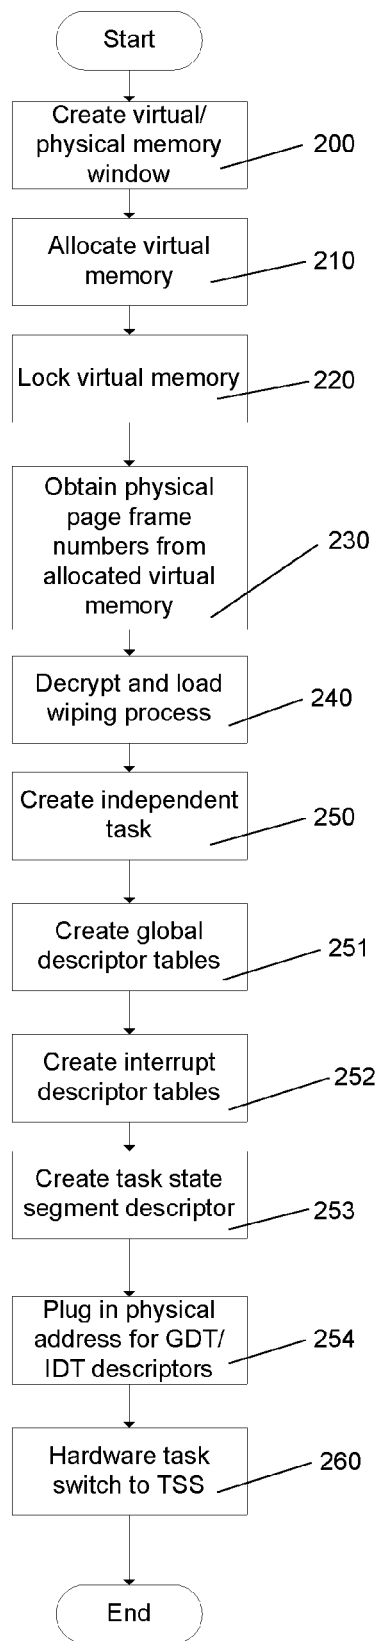 Start
Create virtual/
physical memory
window
200
Allocate virtual
memory
210
Lock virtual memory
220
Obtain physical
page frame
numbers from
allocated virtual
memory
230
Decrypt and load
wiping process
240
Create independent
task
250
Create global
descriptor tables
251
Create interrupt
descriptor tables
252
Create task state
segment descriptor
253
Plug in physical
address for GDT/
IDT descriptors
254
Hardware task
switch to TSS
260
End